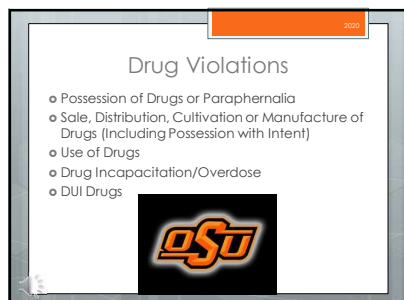 2020
Drug Violations
Possession of Drugs or Paraphernalia
Sale, Distribution, Cultivation or Manufacture of
Drugs (Including Possession with Intent)
Use of Drugs
Drug Incapacitation/Overdose
DUI Drugs
OSU